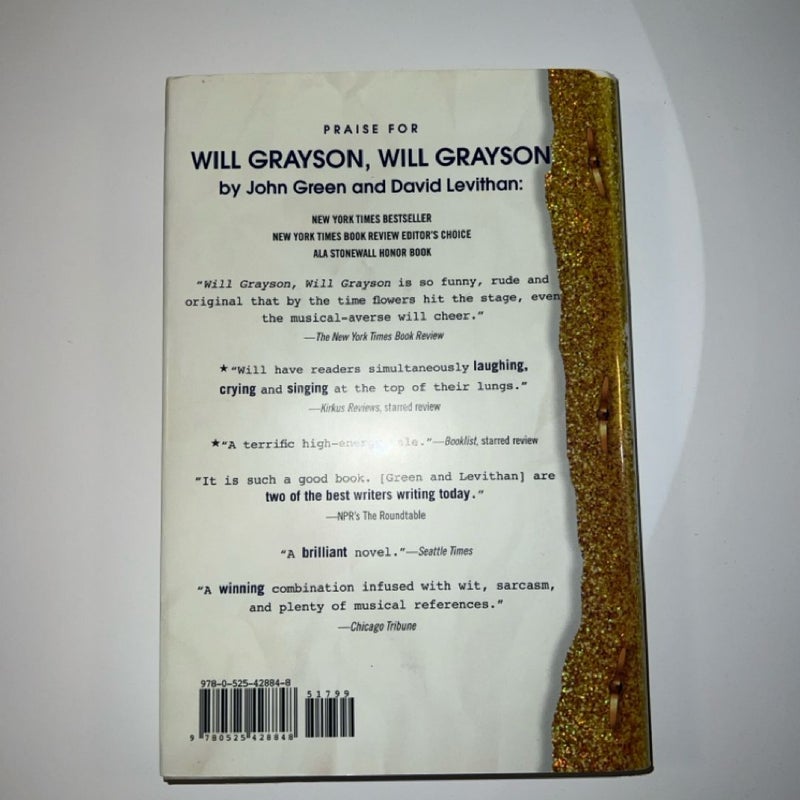 PRAISE FOR
WILL GRAYSON, WILL GRAYSON
by John Green and David Levithan:
NEW YORK TIMES BESTSELLER
NEW YORK TIMES BOOK REVIEW EDITOR'S CHOICE
ALA STONEWALL HONOR BOOK
"Will Grayson, Will Grayson is so funny, rude and
original that by the time flowers hit the stage, even
the musical-averse will cheer."
—The New York Times Book Review
★"Will have readers simultaneously laughing,
crying and singing at the top of their lungs."
—Kirkus Reviews, starred review
★"A terrific high-energy tale."—Booklist, starred review
"It is such a good book. [Green and Levithan] are
two of the best writers writing today."
—NPR's The Roundtable
"A brilliant novel."—Seattle Times
"A winning combination infused with wit, sarcasm,
and plenty of musical references."
—Chicago Tribune
978-0-525-42884-8
51799
9 780525 428848